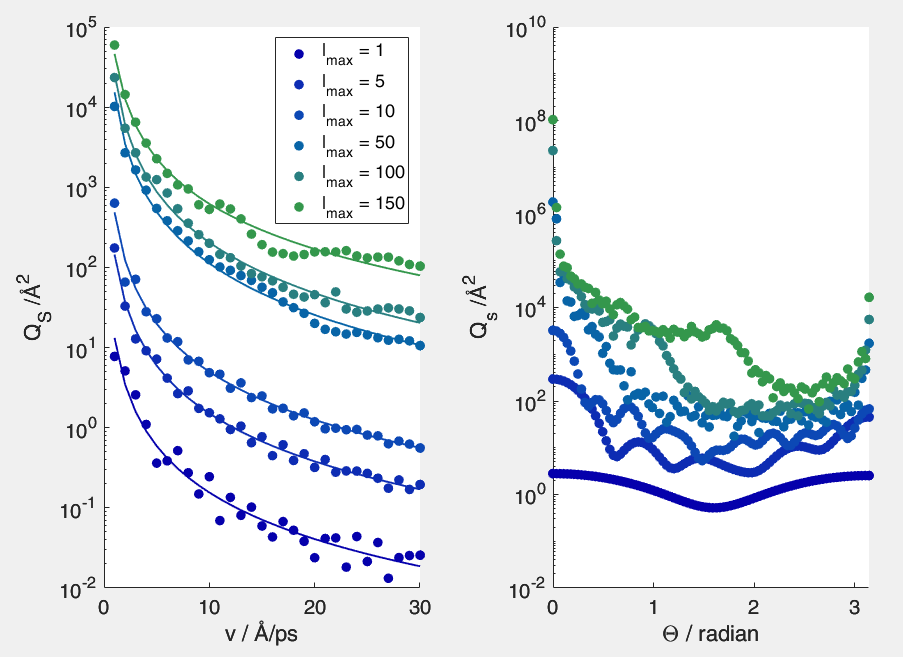 10^5
10^4
10^3
10^2
10^1
10^0
10^-1
10^-2
Q_S /Å^2
0
10
20
30
v / Å/ps
l_max = 1
l_max = 5
l_max = 10
l_max = 50
l_max = 100
l_max = 150
10^10
10^8
10^6
10^4
10^2
10^0
10^-2
Q_s /Å^2
0
1
2
3
Θ / radian